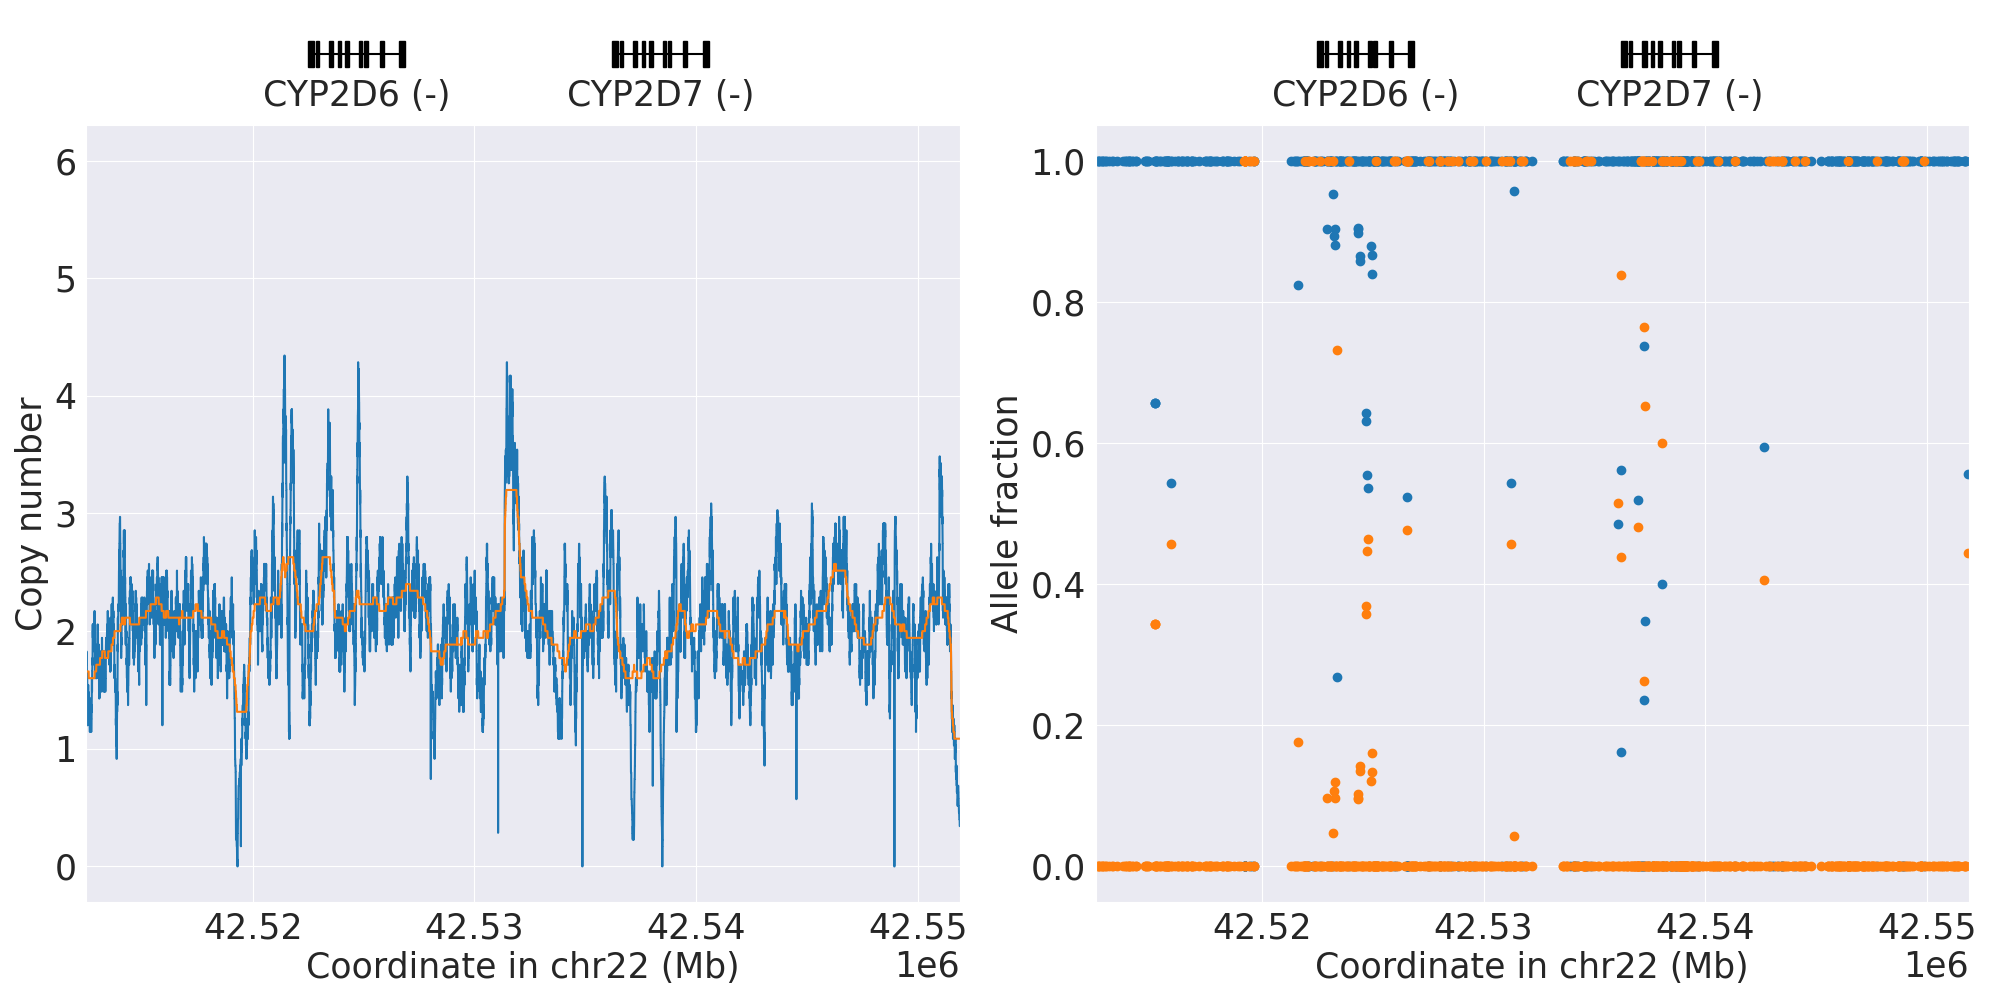 CYP2D6 (-)
CYP2D7 (-)
6
5
4
3
2
1
0
Copy number
42.52
42.53
42.54
42.55
1e6
Coordinate in chr22 (Mb)
CYP2D6 (-)
CYP2D7 (-)
1.0
0.8
0.6
0.4
0.2
0.0
Allele fraction
42.52
42.53
42.54
42.55
1e6
Coordinate in chr22 (Mb)